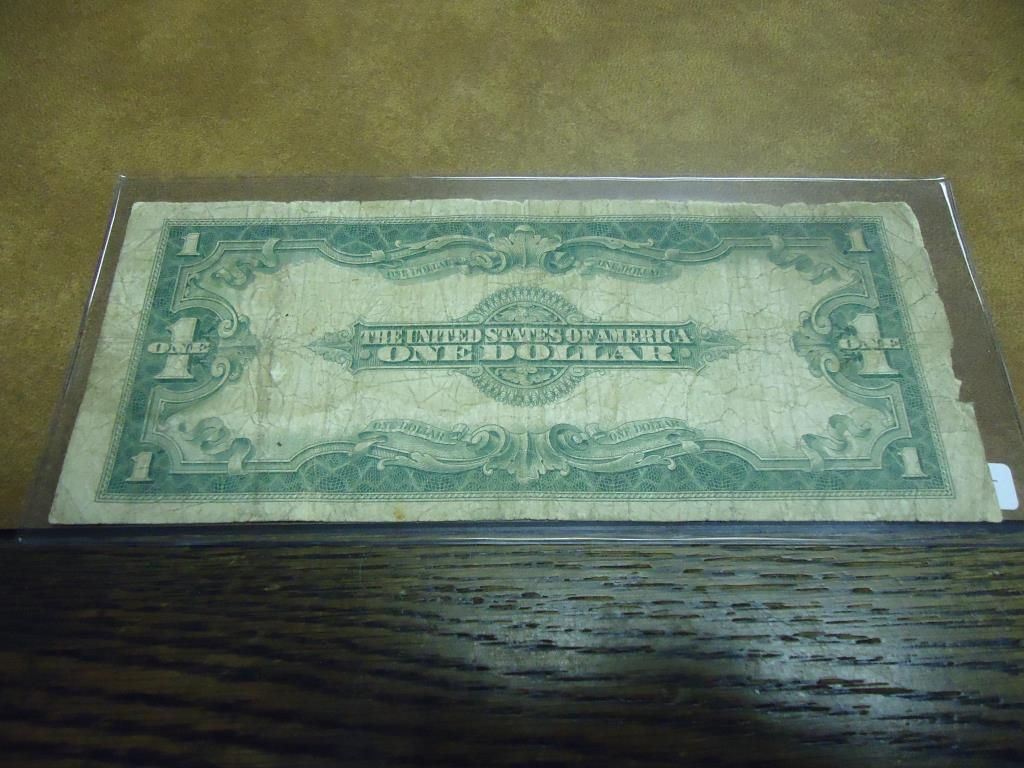 1 1
ONE DOLLAR ONE DOLLAR
1 THE UNITED STATES OF AMERICA 1
ONE ONE DOLLAR ONE
ONE DOLLAR ONE DOLLAR
1 1